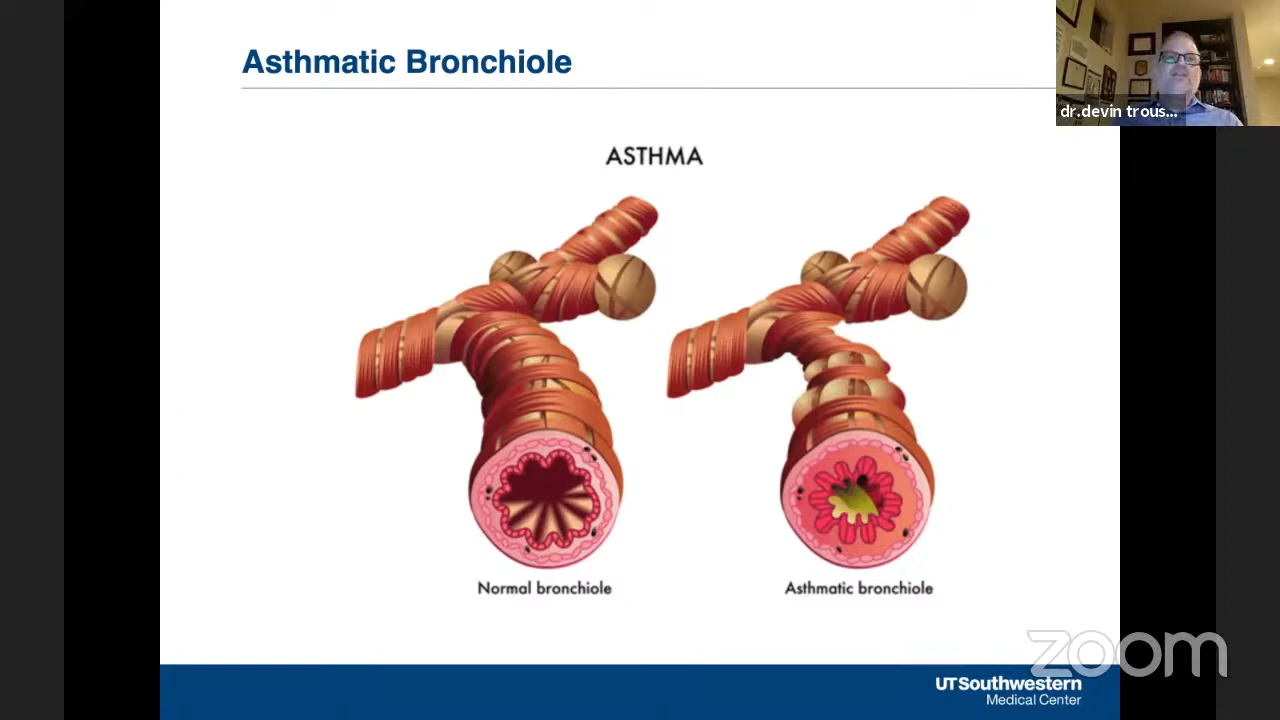 Asthmatic Bronchiole
dr.devin trous...
ASTHMA
Normal bronchiole
Asthmatic bronchiole
zoom
UTSouthwestern
Medical Center